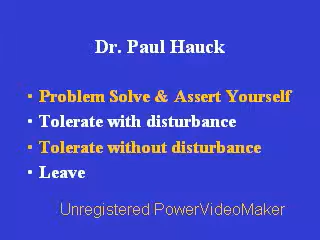 Dr. Paul Hauck
• Problem Solve & Assert Yourself
• Tolerate with disturbance
• Tolerate without disturbance
• Leave
Unregistered PowerVideoMaker